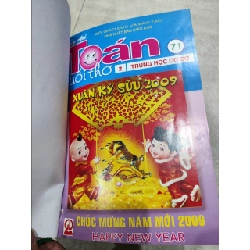 Toán
TUỔI THƠ 2 TRUNG HỌC CƠ SỞ
71
XUÂN KỶ SỬU 2009
CHÚC MỪNG NĂM MỚI 2009
HAPPY NEW YEAR